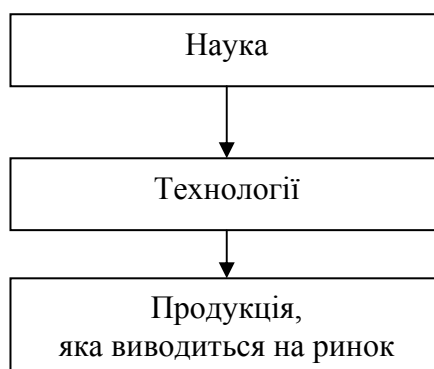 Наука
Технології
Продукція,
яка виводиться на ринок